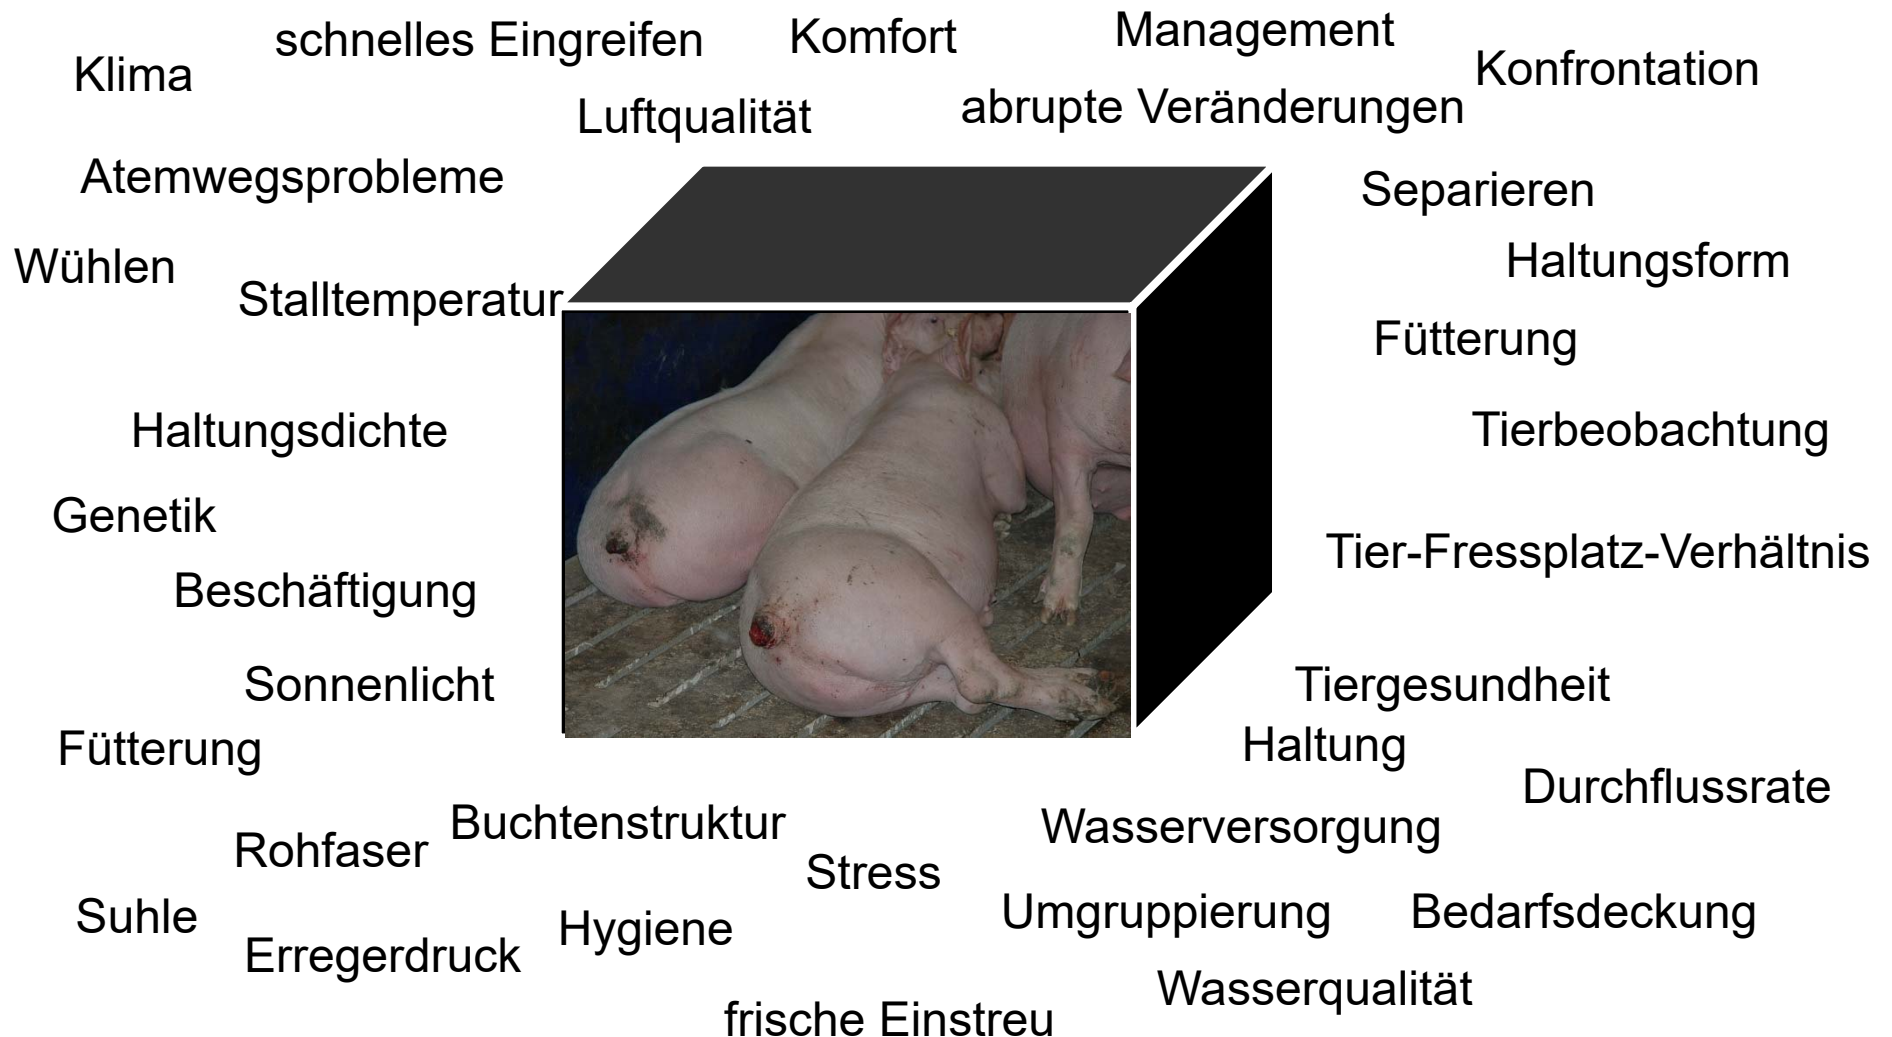 schnelles Eingreifen
Komfort
Management
Klima
Konfrontation
Luftqualität
abrupte Veränderungen
Atemwegsprobleme
Separieren
Wühlen
Haltungsform
Stalltemperatur
Fütterung
Haltungsdichte
Tierbeobachtung
Genetik
Tier-Fressplatz-Verhältnis
Beschäftigung
Sonnenlicht
Tiergesundheit
Fütterung
Haltung
Durchflussrate
Buchtenstruktur
Wasserversorgung
Rohfaser
Stress
Suhle
Umgruppierung
Bedarfsdeckung
Hygiene
Erregerdruck
Wasserqualität
frische Einstreu